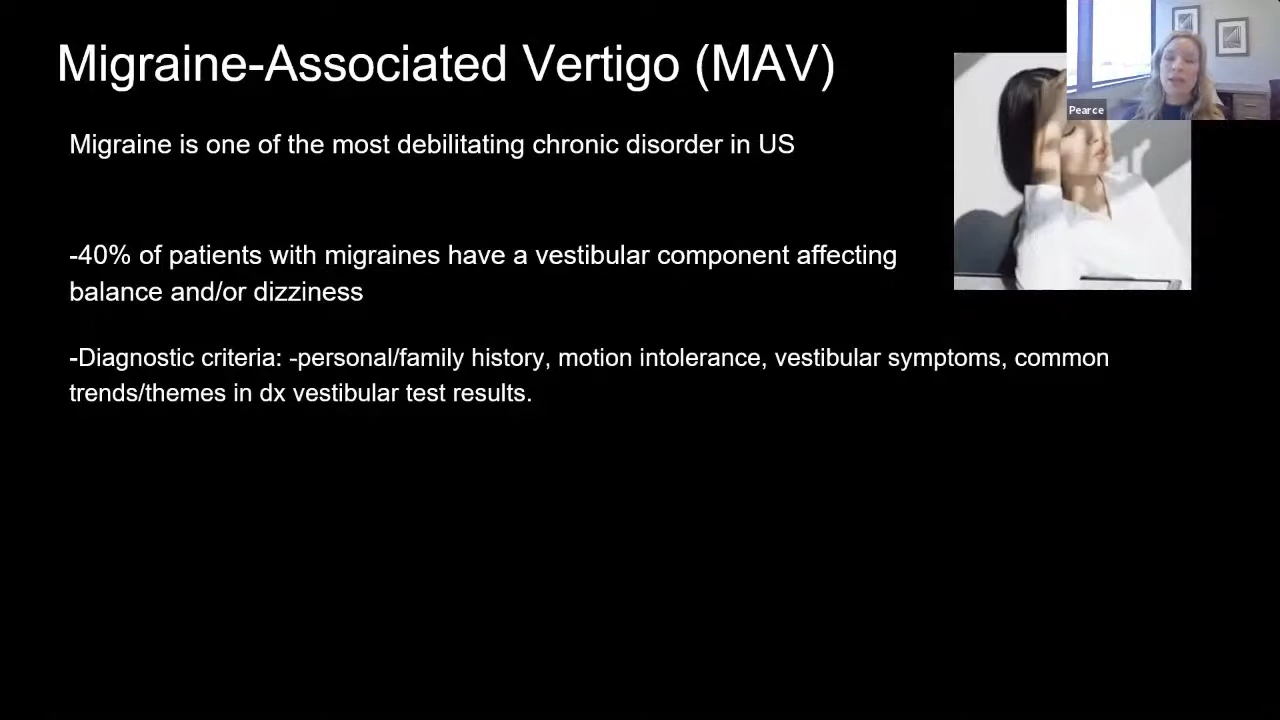 Migraine-Associated Vertigo (MAV)
Pearce
Migraine is one of the most debilitating chronic disorder in US
-40% of patients with migraines have a vestibular component affecting
balance and/or dizziness
-Diagnostic criteria: -personal/family history, motion intolerance, vestibular symptoms, common
trends/themes in dx vestibular test results.